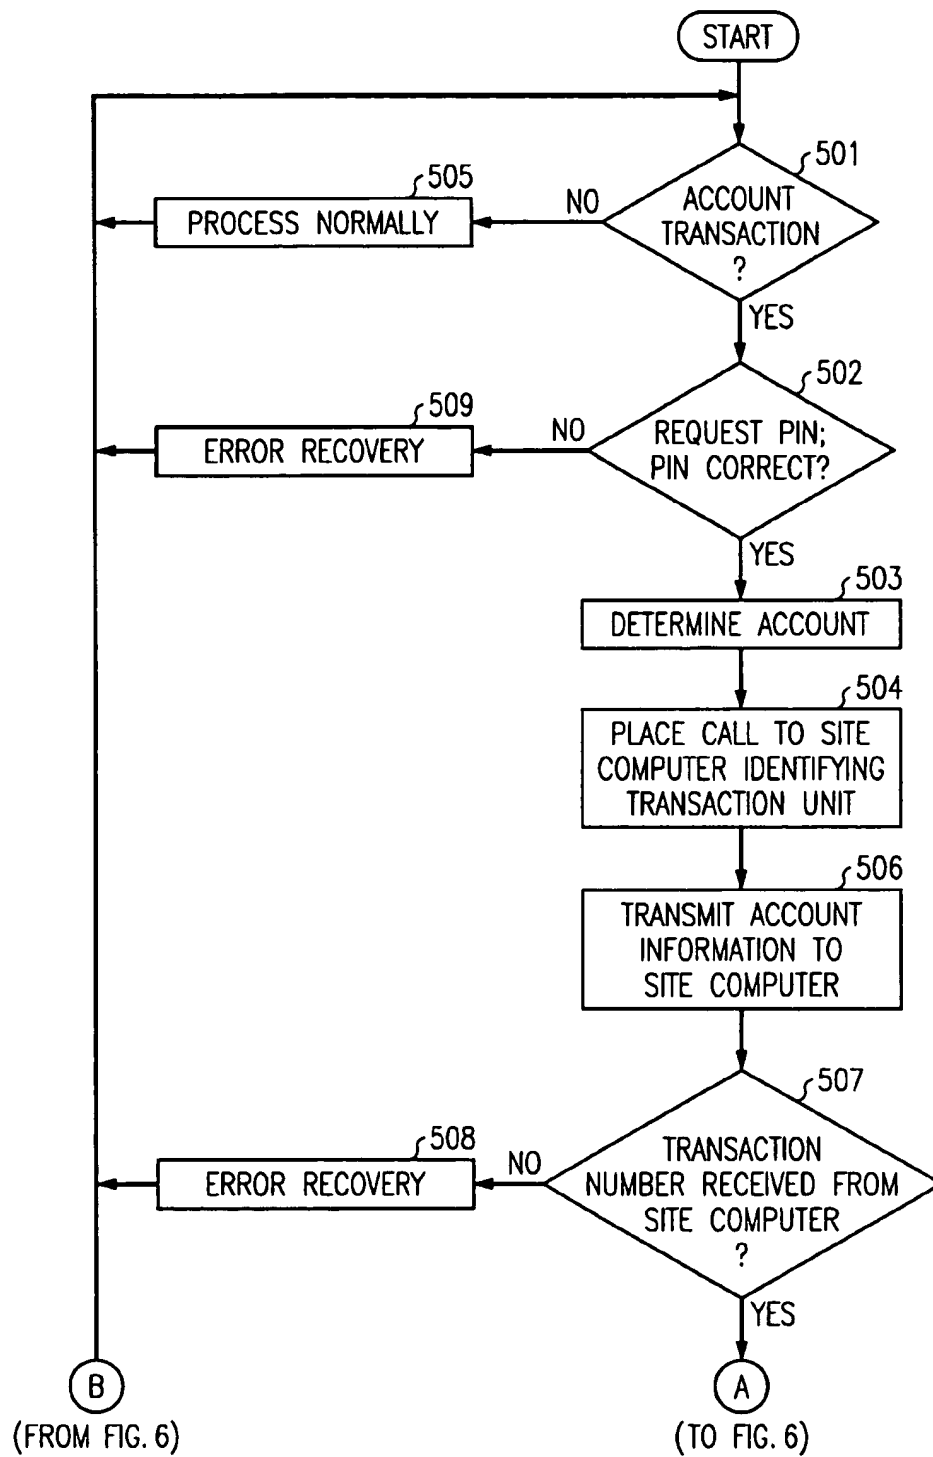 START
501
ACCOUNT
TRANSACTION
?
NO
505
PROCESS NORMALLY
YES
502
REQUEST PIN;
PIN CORRECT?
NO
509
ERROR RECOVERY
YES
503
DETERMINE ACCOUNT
504
PLACE CALL TO SITE
COMPUTER IDENTIFYING
TRANSACTION UNIT
506
TRANSMIT ACCOUNT
INFORMATION TO
SITE COMPUTER
507
TRANSACTION
NUMBER RECEIVED FROM
SITE COMPUTER
?
NO
508
ERROR RECOVERY
YES
B
(FROM FIG. 6)
A
(TO FIG. 6)